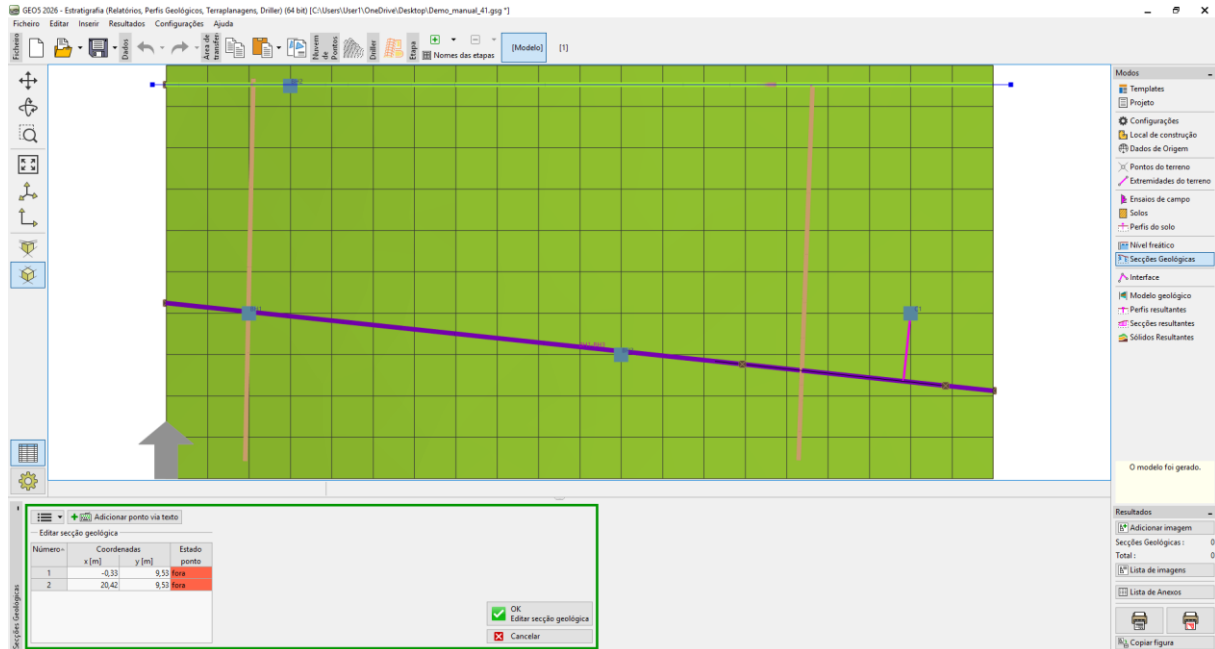 GEO5 2026 - Estratigrafia (Relatórios, Perfis Geológicos, Terraplanagens, Driller) (64 bit) [C:\Users\User1\OneDrive\Desktop\Demo_manual_41.gsg *]
Ficheiro Editar Inserir Resultados Configurações Ajuda
Ficheiro
Dados
Área de transfer.
Nuvem de Pontos
Driller
Etapa
Nomes das etapas
[Modelo]
[1]
Modos
Templates
Projeto
Configurações
Local de construção
Dados de Origem
Pontos do terreno
Extremidades do terreno
Ensaios de campo
Solos
Perfis do solo
Nível freático
Secções Geológicas
Interface
Modelo geológico
Perfis resultantes
Secções resultantes
Sólidos Resultantes
O modelo foi gerado.
Resultados
Adicionar imagem
Secções Geológicas : 0
Total : 0
Lista de imagens
Lista de Anexos
Copiar figura
Secções Geológicas
Adicionar ponto via texto
Editar secção geológica
Número Coordenadas Estado
x [m] y [m] ponto
1 -0,33 9,53 fora
2 20,42 9,53 fora
OK
Editar secção geológica
Cancelar